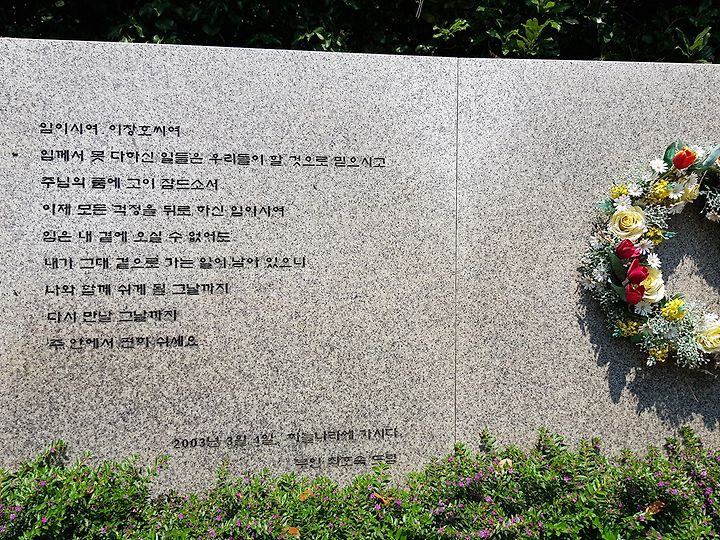 임이시여 이장호씨여
임께서 못 다하신 일들은 우리들이 할 것으로 믿으시고
주님의 품에 고이 잠드소서
이제 모든 걱정을 뒤로 하신 임이시여
임은 내 곁에 오실 수 없어도
내가 그대 곁으로 가는 일이 남아 있으니
나와 함께 쉬게 될 그날까지
다시 만날 그날까지
주 안에서 편히 쉬세요
2003년 3월 4일, 하늘나라에 가시다
부인 드림